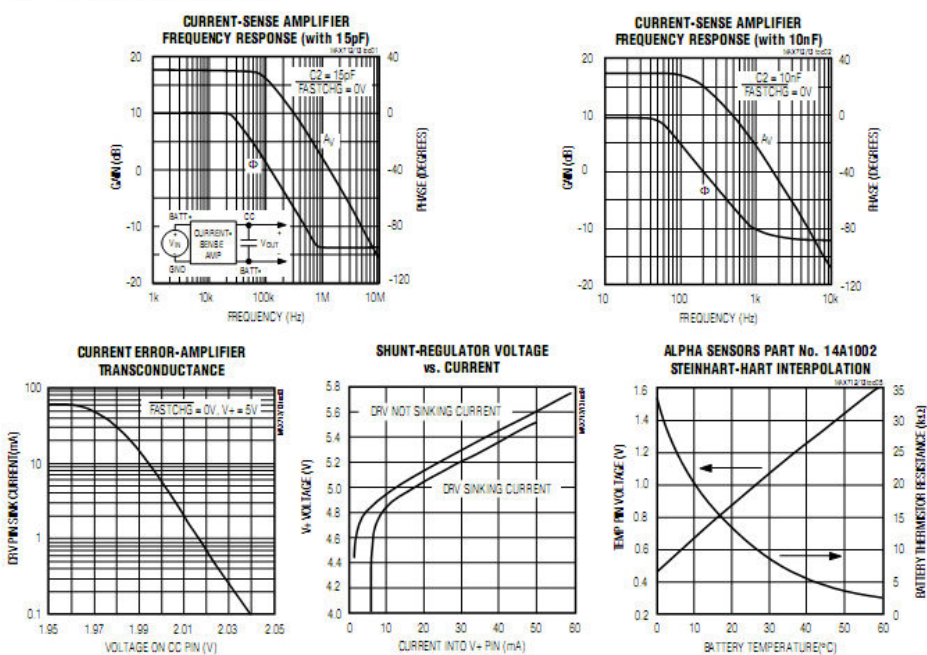 CURRENT-SENSE AMPLIFIER
FREQUENCY RESPONSE (with 15pF)
MAX712/13 toc01
20
10
0
-10
-20
GAIN (dB)
40
0
-40
-80
-120
PHASE (DEGREES)
C2 = 15pF
FASTCHG = 0V
AV
Φ
BATT+
CC
VIN
CURRENT-
SENSE
AMP
+
VOUT
-
GND
BATT+
1k 10k 100k 1M 10M
FREQUENCY (Hz)
CURRENT-SENSE AMPLIFIER
FREQUENCY RESPONSE (with 10nF)
MAX712/13 toc02
20
10
0
-10
-20
GAIN (dB)
40
0
-40
-80
-120
PHASE (DEGREES)
C2 = 10nF
FASTCHG = 0V
AV
Φ
10 100 1k 10k
FREQUENCY (Hz)
CURRENT ERROR-AMPLIFIER
TRANSCONDUCTANCE
100
10
1
0.1
DRV PIN SINK CURRENT (mA)
FASTCHG = 0V, V+ = 5V
1.95 1.97 1.99 2.01 2.03 2.05
VOLTAGE ON CC PIN (V)
SHUNT-REGULATOR VOLTAGE
vs. CURRENT
5.8
5.6
5.4
5.2
5.0
4.8
4.6
4.4
4.2
4.0
V+ VOLTAGE (V)
DRV NOT SINKING CURRENT
DRV SINKING CURRENT
0 10 20 30 40 50 60
CURRENT INTO V+ PIN (mA)
ALPHA SENSORS PART No. 14A1002
STEINHART-HART INTERPOLATION
MAX712/13 toc05
1.6
1.4
1.2
1.0
0.8
0.6
0.4
0.2
TEMP PIN VOLTAGE (V)
35
30
25
20
15
10
5
0
BATTERY THERMISTOR RESISTANCE (kΩ)
0 10 20 30 40 50 60
BATTERY TEMPERATURE(°C)